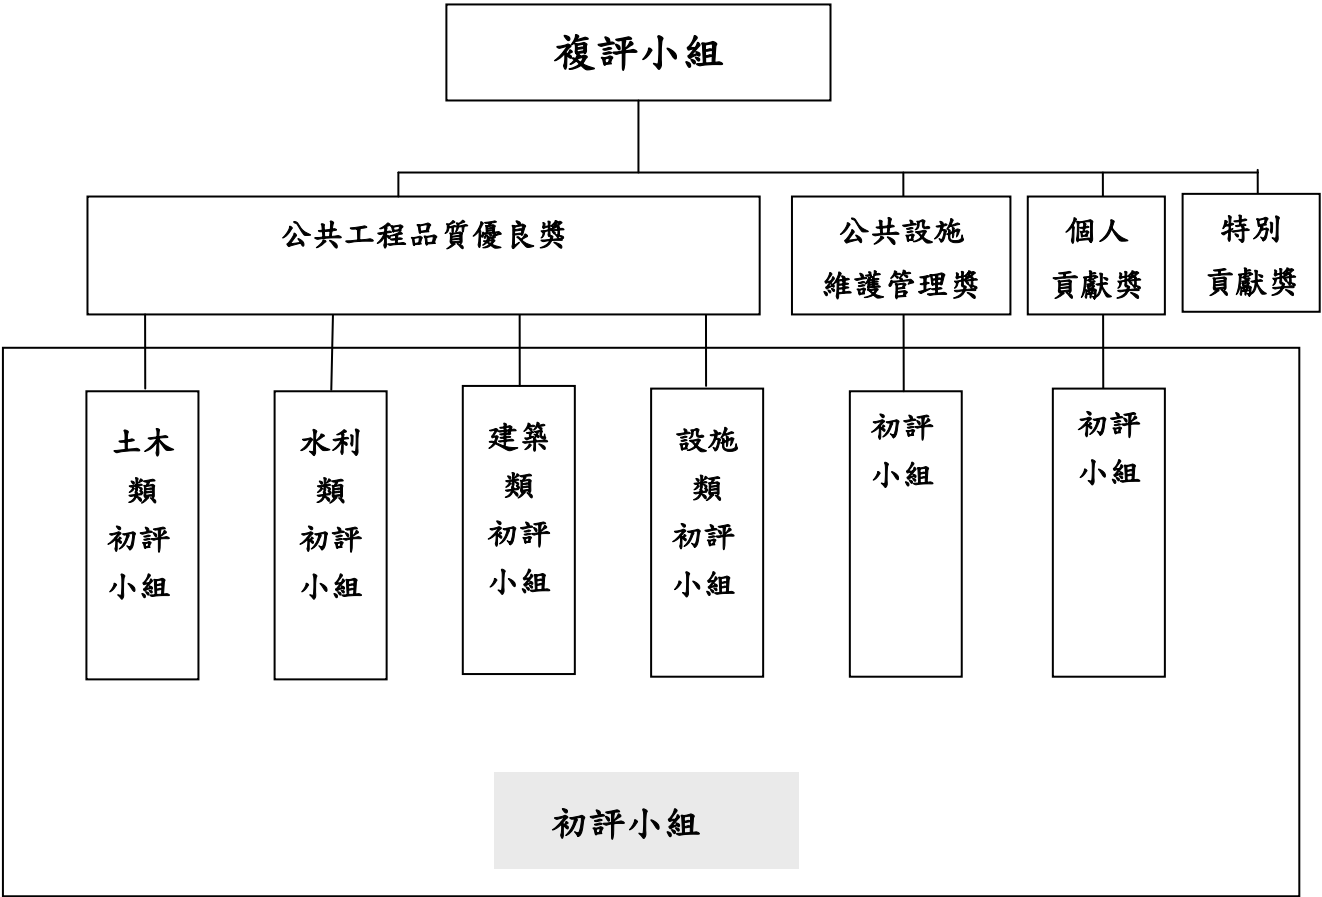 複評小組
公共工程品質優良獎
公共設施
維護管理獎
個人
貢獻獎
特別
貢獻獎
土木
類
初評
小組
水利
類
初評
小組
建築
類
初評
小組
設施
類
初評
小組
初評
小組
初評
小組
初評小組